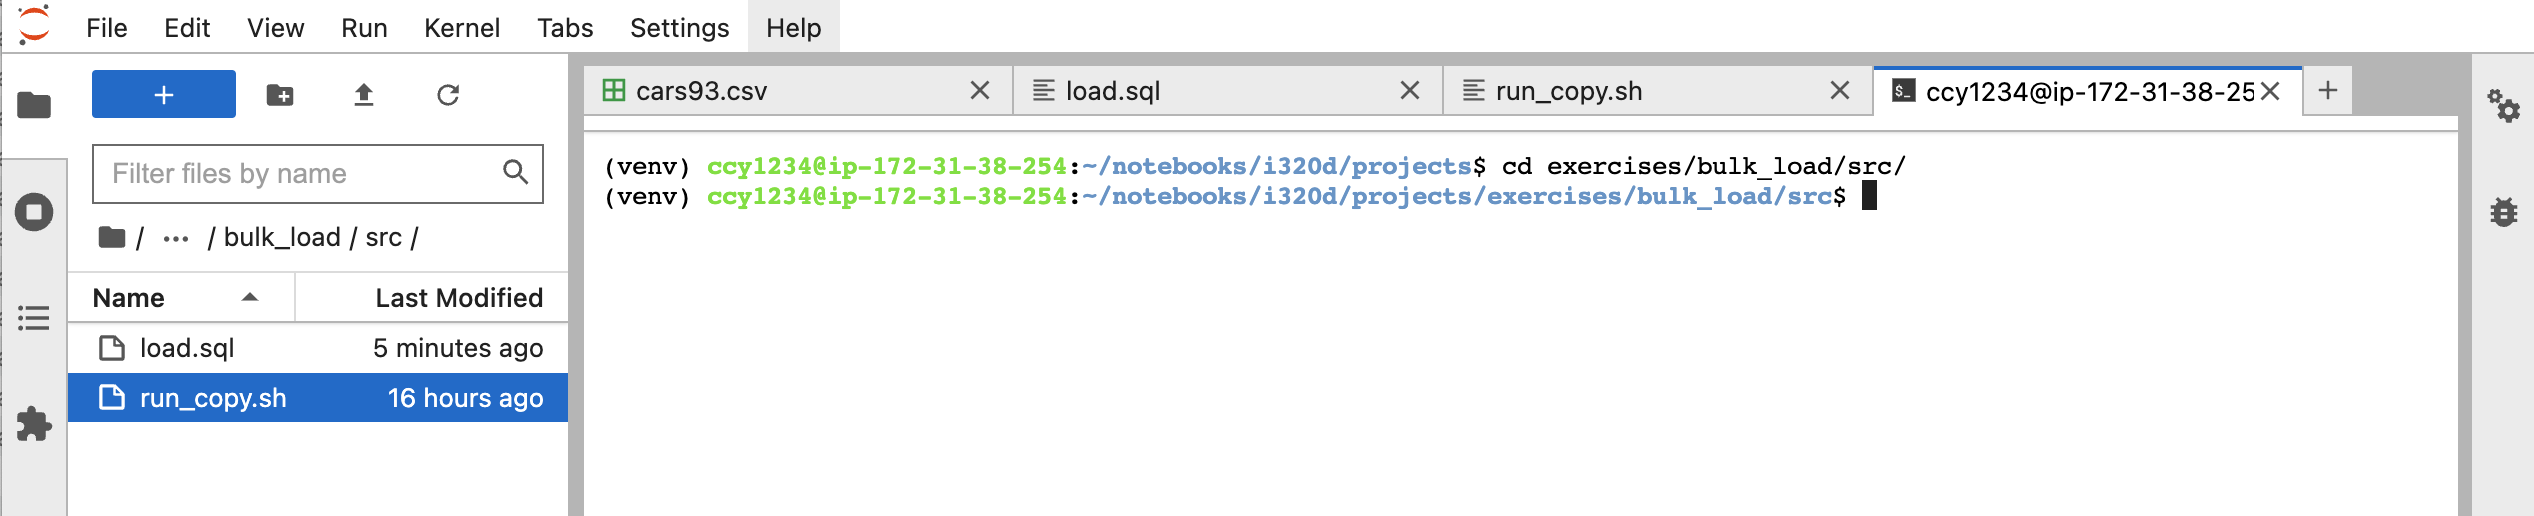 File Edit View Run Kernel Tabs Settings Help
+
Filter files by name
/ ... / bulk_load / src /
Name Last Modified
load.sql 5 minutes ago
run_copy.sh 16 hours ago
cars93.csv load.sql run_copy.sh $_ ccy1234@ip-172-31-38-25 +
(venv) ccy1234@ip-172-31-38-254:~/notebooks/i320d/projects$ cd exercises/bulk_load/src/
(venv) ccy1234@ip-172-31-38-254:~/notebooks/i320d/projects/exercises/bulk_load/src$